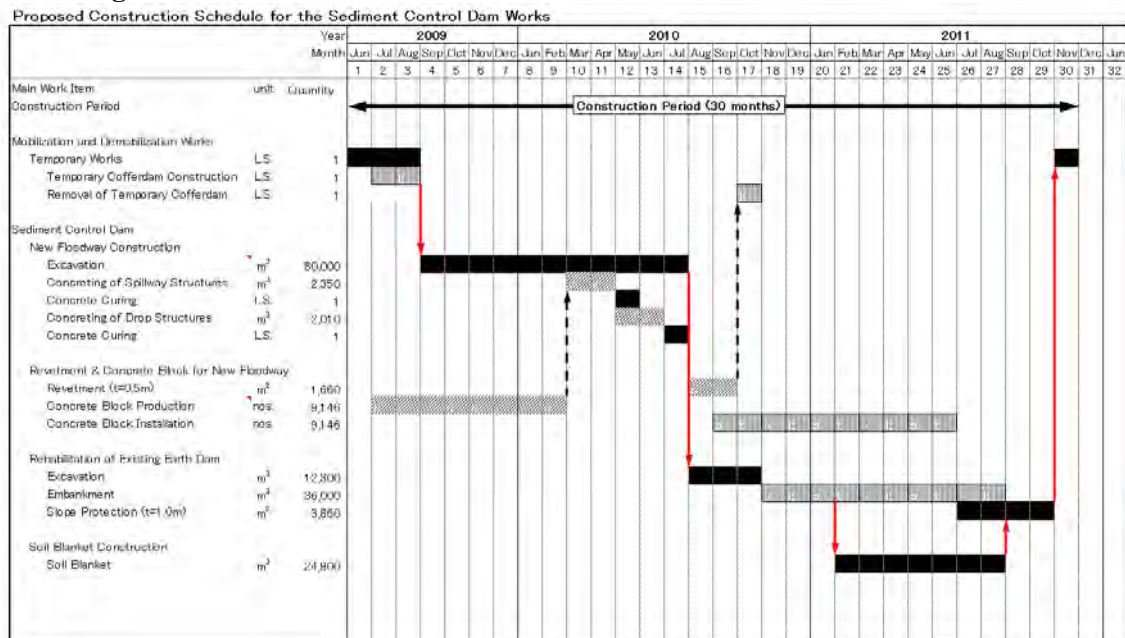 Proposed Construction Schedule for the Sediment Control Dam Works
Year 2009 2010 2011
Month Jun Jul Aug Sep Oct Nov Dec Jan Feb Mar Apr May Jun Jul Aug Sep Oct Nov Dec Jan Feb Mar Apr May Jun Jul Aug Sep Oct Nov Dec Jan
1 2 3 4 5 6 7 8 9 10 11 12 13 14 15 16 17 18 19 20 21 22 23 24 25 26 27 28 29 30 31 32
Main Work Item unit Quantity
Construction Period Construction Period (30 months)
Mobilization and Demobilization Works
Temporary Works L.S. 1
Temporary Cofferdam Construction L.S. 1
Removal of Temporary Cofferdam L.S. 1
Sediment Control Dam
New Floodway Construction
Excavation m³ 80,000
Concreting of Spillway Structures m³ 2,350
Concrete Curing L.S. 1
Concreting of Drop Structures m³ 2,010
Concrete Curing L.S. 1
Revetment & Concrete Block for New Floodway
Revetment (t=0.5m) m² 1,660
Concrete Block Production nos. 9,146
Concrete Block Installation nos 9,146
Rehabilitation of Existing Earth Dam
Excavation m³
Embankment m³ 36,000
Slope Protection (t=1.0m) m²
Soil Blanket Construction
Soil Blanket m³